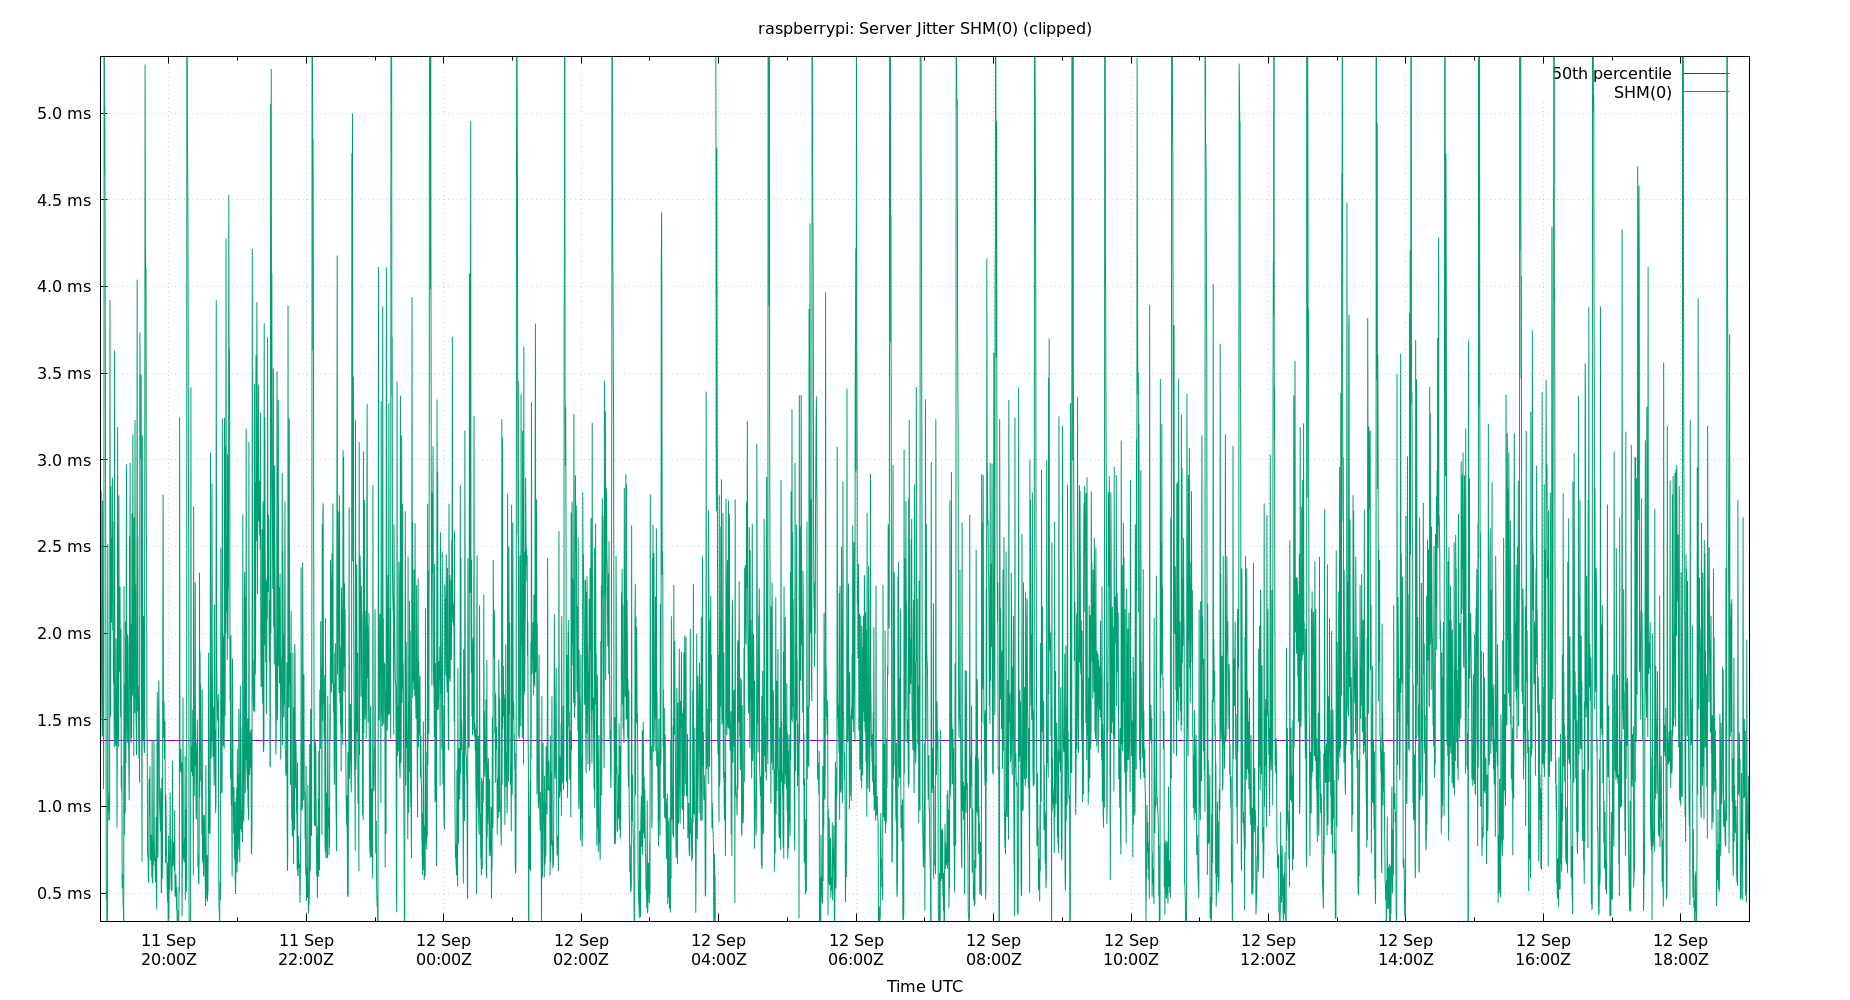 raspberrypi: Server Jitter SHM(0) (clipped)
50th percentile
SHM(0)
5.0 ms
4.5 ms
4.0 ms
3.5 ms
3.0 ms
2.5 ms
2.0 ms
1.5 ms
1.0 ms
0.5 ms
11 Sep 11 Sep 12 Sep 12 Sep 12 Sep 12 Sep 12 Sep 12 Sep 12 Sep 12 Sep 12 Sep 12 Sep
20:00Z 22:00Z 00:00Z 02:00Z 04:00Z 06:00Z 08:00Z 10:00Z 12:00Z 14:00Z 16:00Z 18:00Z
Time UTC